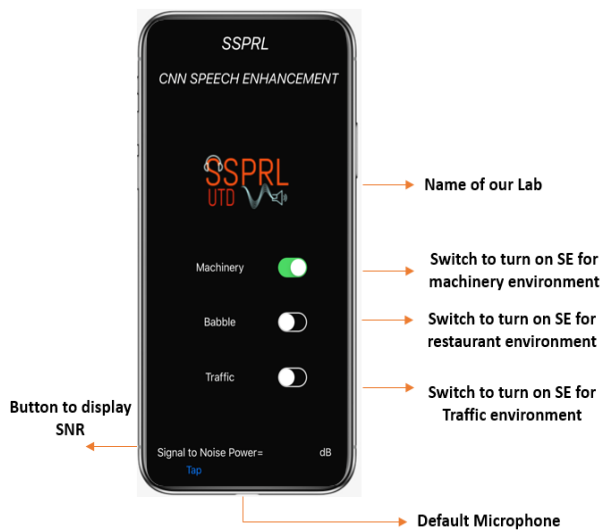 SSPRL
CNN SPEECH ENHANCEMENT
SSPRL
UTD
Name of our Lab
Machinery
Switch to turn on SE for
machinery environment
Babble
Switch to turn on SE for
restaurant environment
Traffic
Switch to turn on SE for
Traffic environment
Button to display
SNR
Signal to Noise Power= dB
Tap
Default Microphone